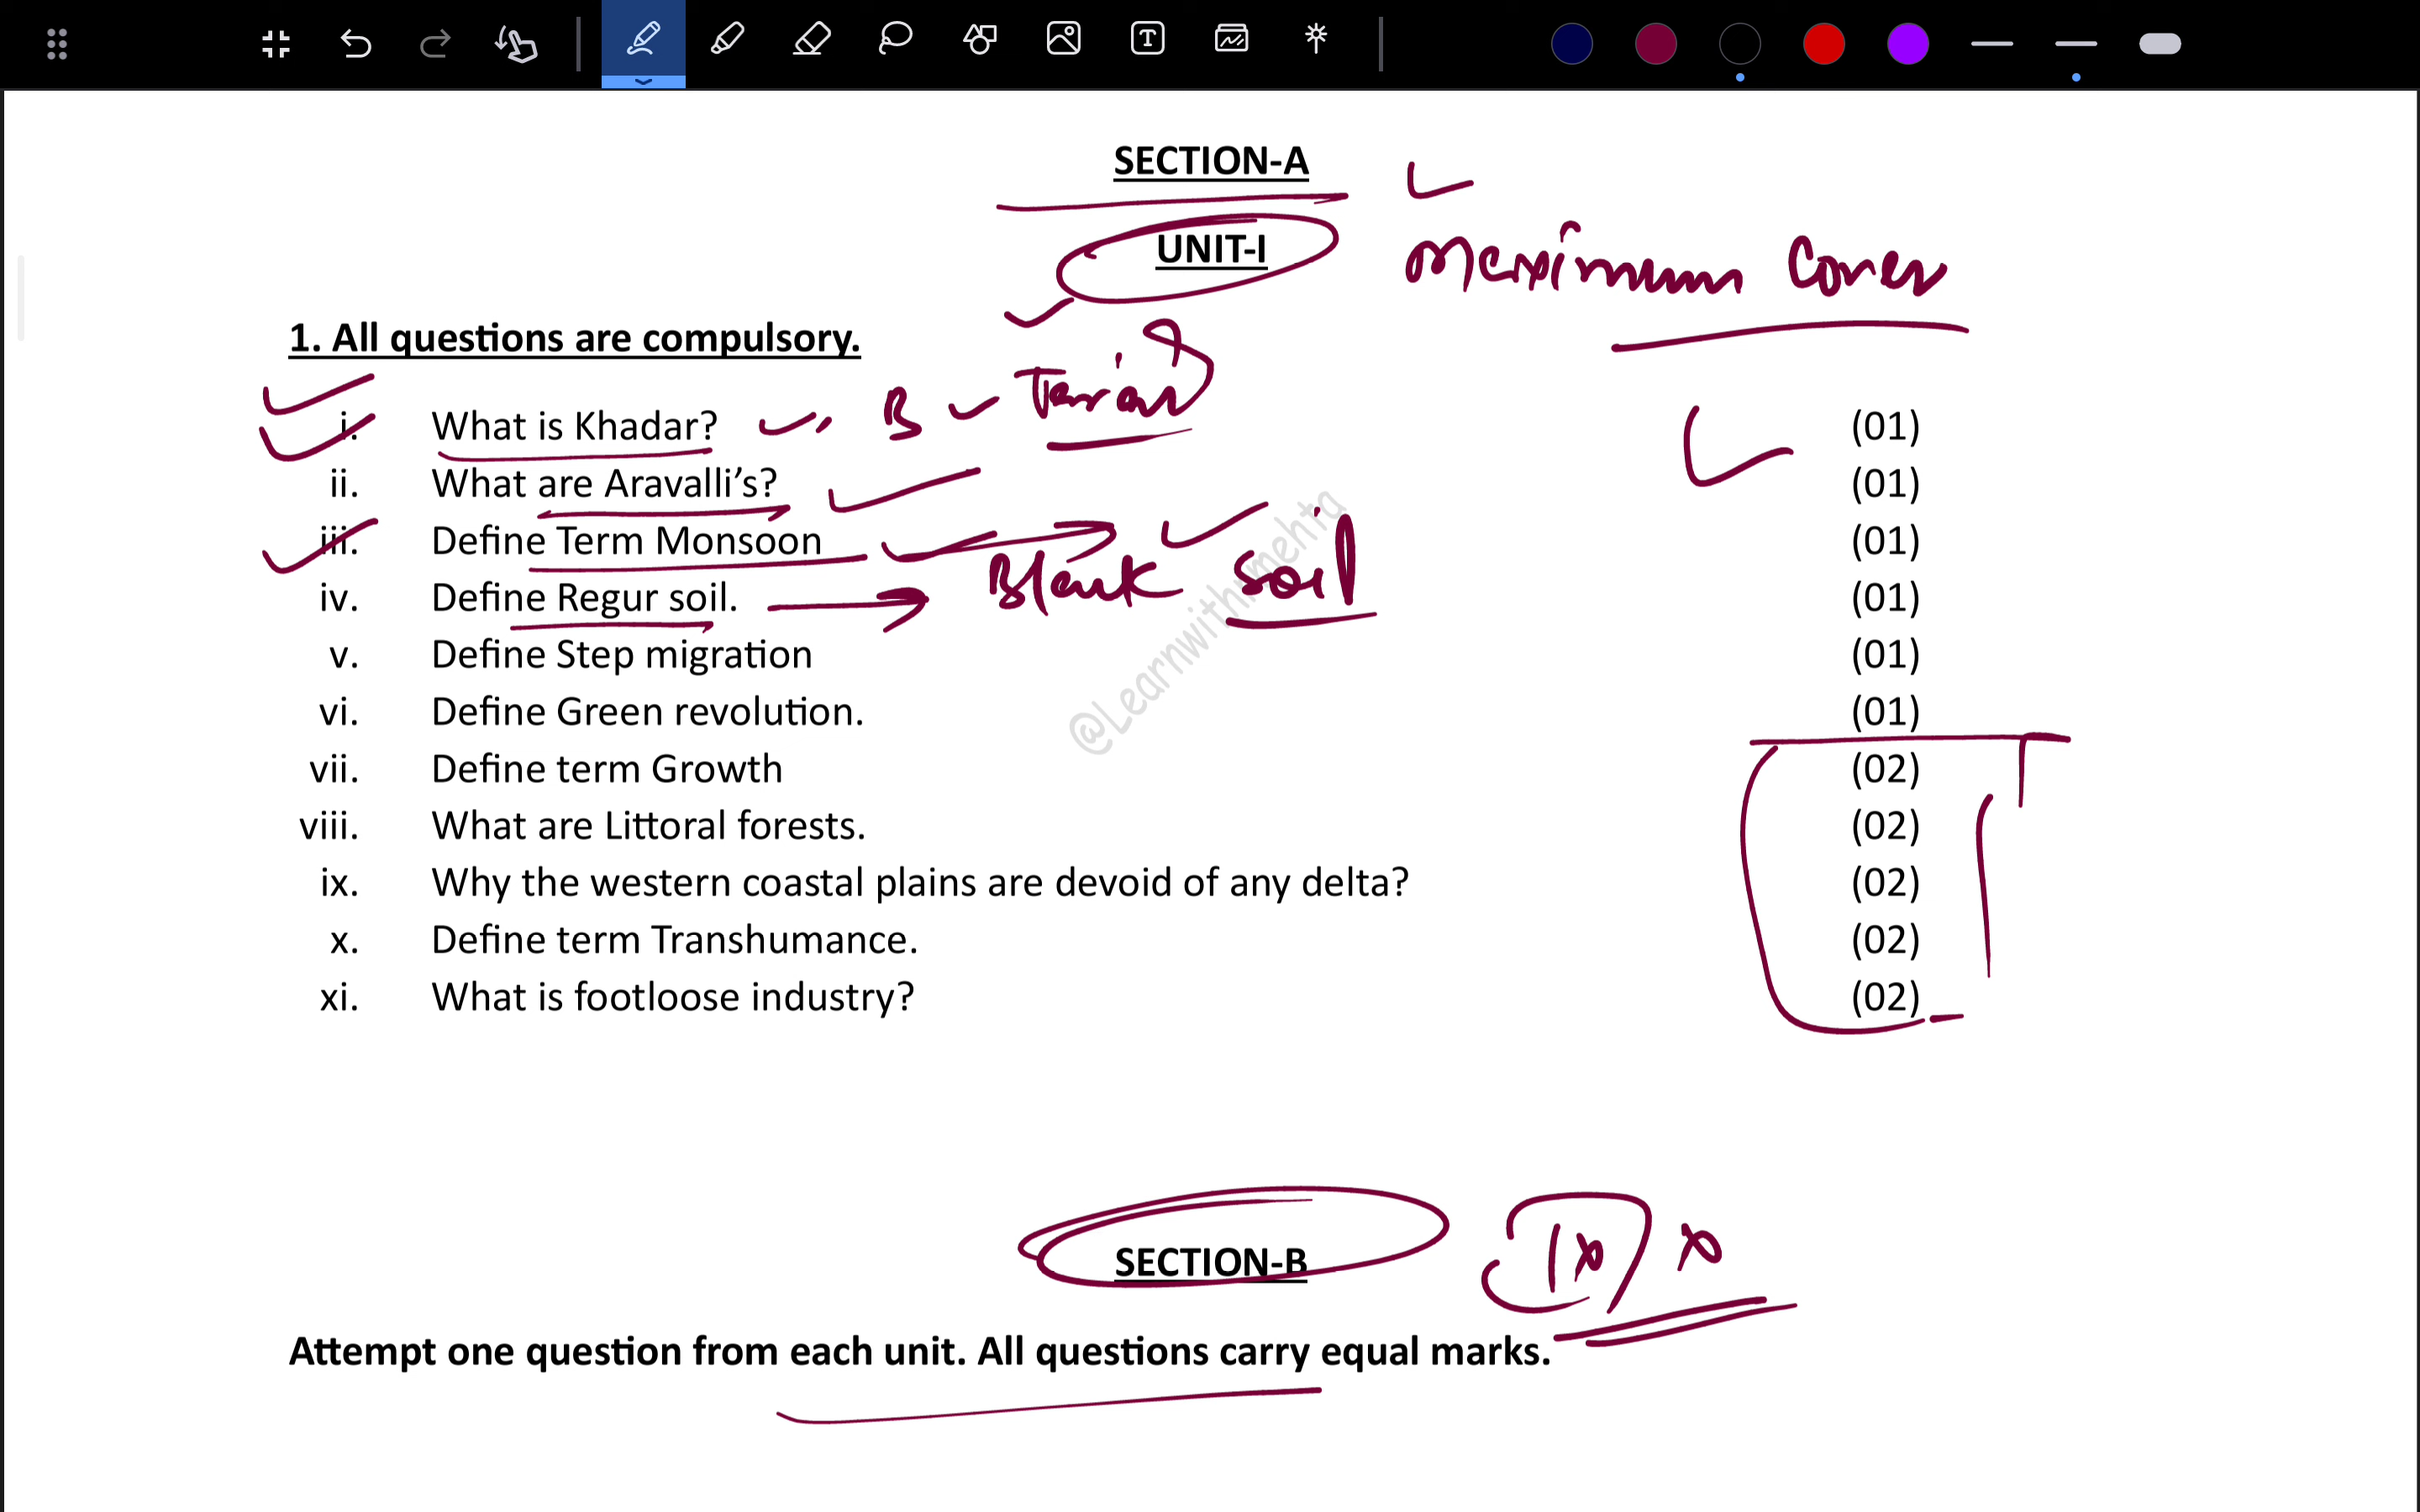 SECTION-A
UNIT-I
Maximum Cover
1. All questions are compulsory.
i. What is Khadar? B (01)
ii. What are Aravalli’s? (01)
iii. Define Term Monsoon (01)
iv. Define Regur soil. Black Soil (01)
v. Define Step migration (01)
vi. Define Green revolution. (01)
vii. Define term Growth (02)
viii. What are Littoral forests. (02)
ix. Why the western coastal plains are devoid of any delta? (02)
x. Define term Transhumance. (02)
xi. What is footloose industry? (02)
@Learnwithhmehta
SECTION-B
Attempt one question from each unit. All questions carry equal marks.